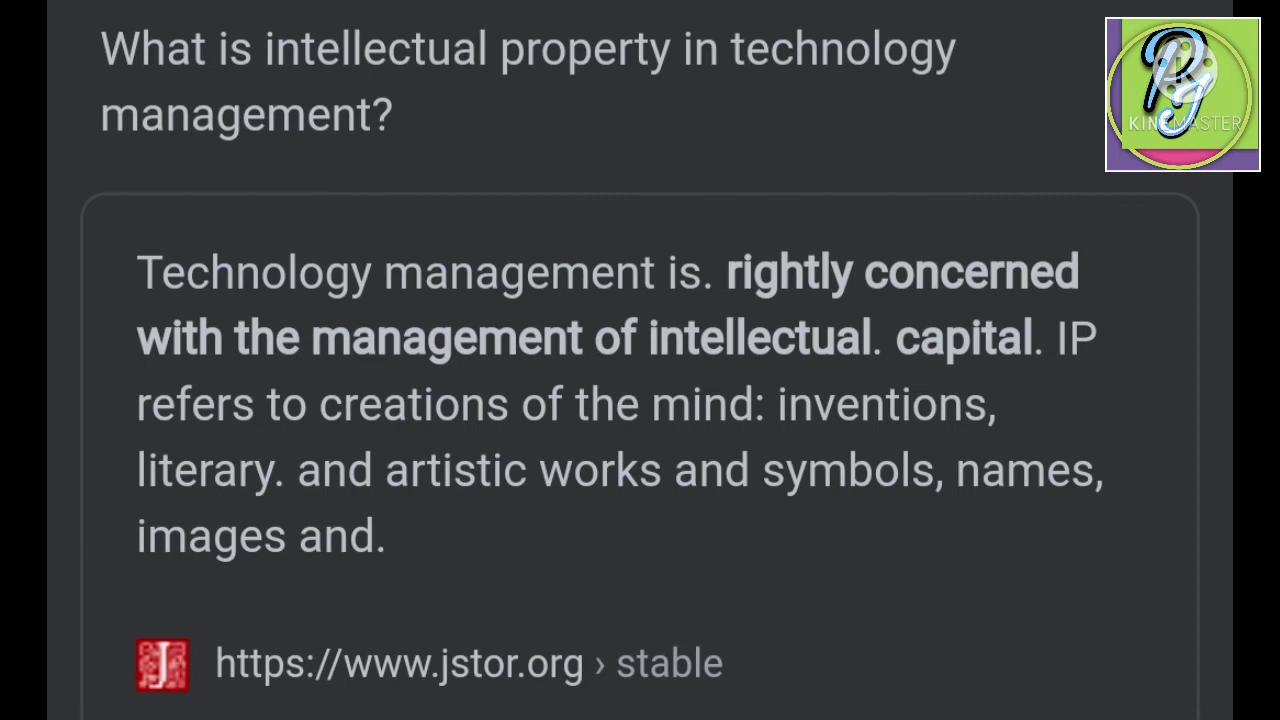 What is intellectual property in technology
management?
Technology management is. rightly concerned
with the management of intellectual. capital. IP
refers to creations of the mind: inventions,
literary. and artistic works and symbols, names,
images and.
https://www.jstor.org › stable
KINEMASTER